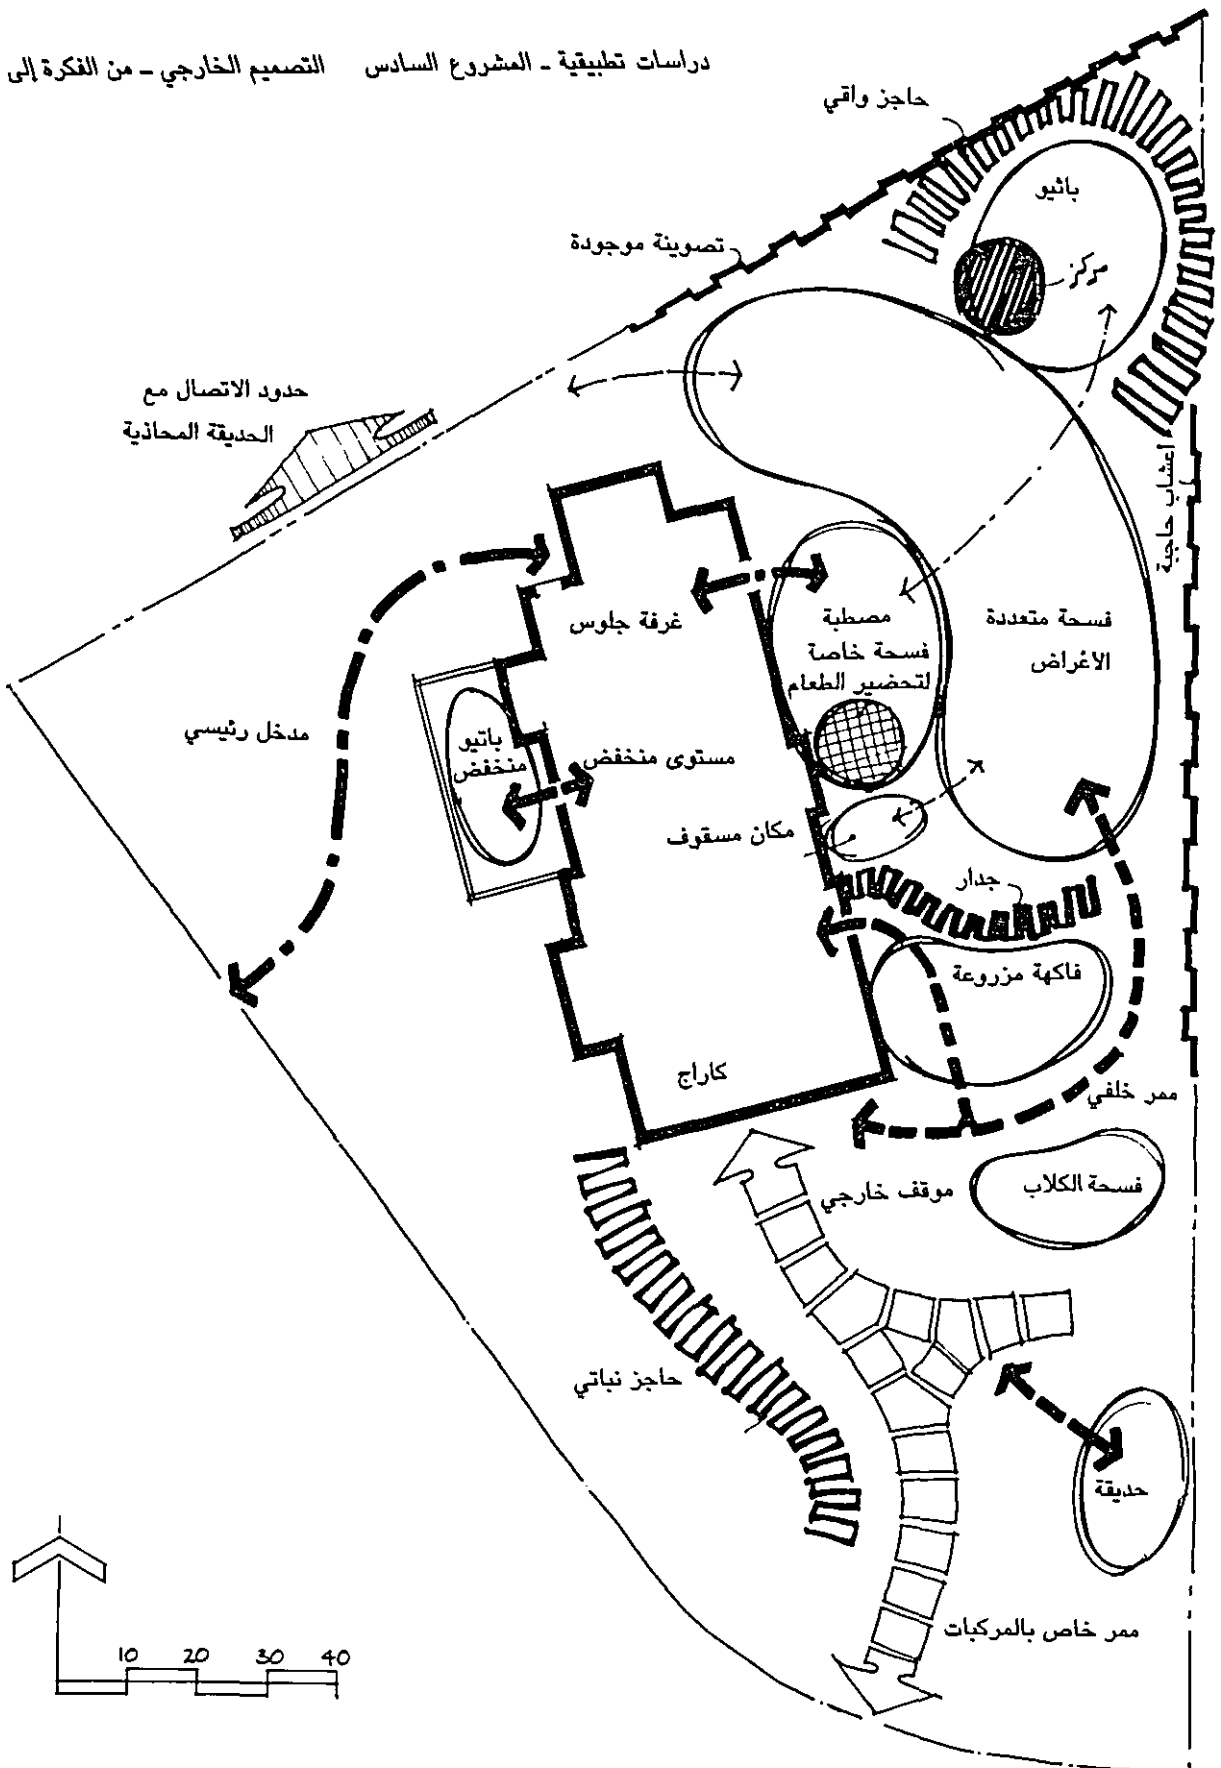 دراسات تطبيقية - المشروع السادس    التصميم الخارجي - من الفكرة إلى
حاجز واقي
باثيو
تصوينة موجودة
مركز
حدود الاتصال مع
الحديقة المحاذية
أعشاب حاجبة
غرفة جلوس
مصطبة
فسحة خاصة
لتحضير الطعام
فسحة متعددة
الاغراض
مدخل رئيسي
باتيو
منخفض
مستوى منخفض
مكان مسقوف
جدار
فاكهة مزروعة
كاراج
ممر خلفي
موقف خارجي
فسحة الكلاب
حاجز نباتي
حديقة
ممر خاص بالمركبات
10 20 30 40